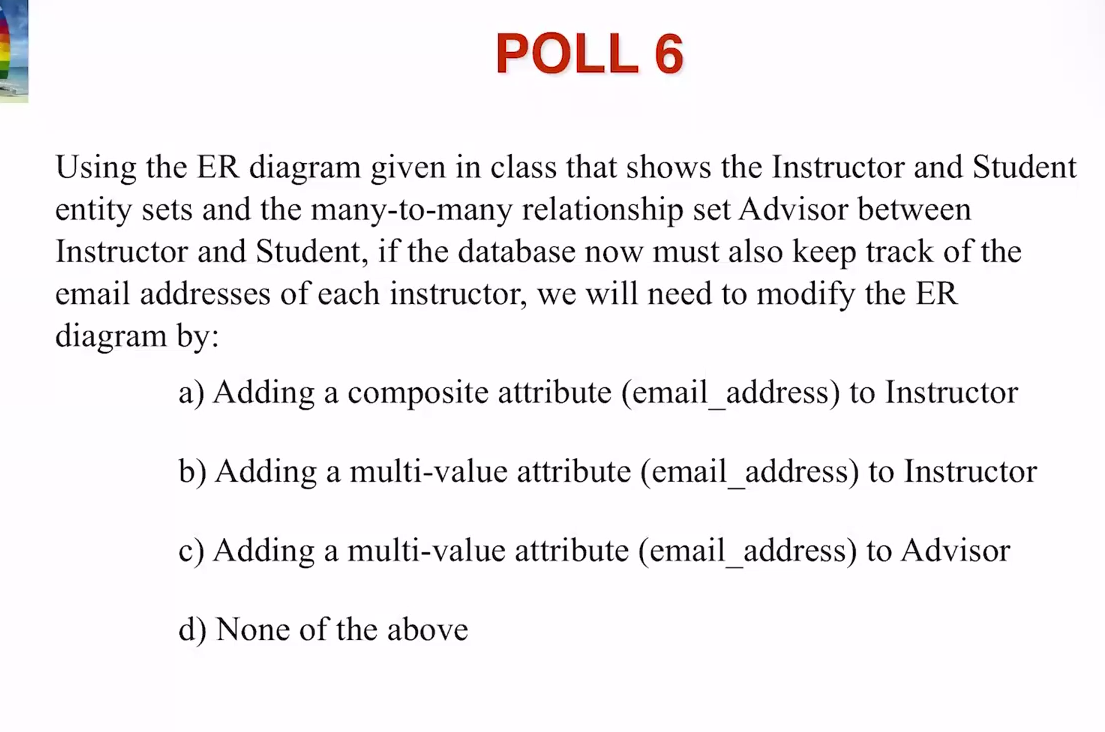 POLL 6
Using the ER diagram given in class that shows the Instructor and Student
entity sets and the many-to-many relationship set Advisor between
Instructor and Student, if the database now must also keep track of the
email addresses of each instructor, we will need to modify the ER
diagram by:
a) Adding a composite attribute (email_address) to Instructor
b) Adding a multi-value attribute (email_address) to Instructor
c) Adding a multi-value attribute (email_address) to Advisor
d) None of the above